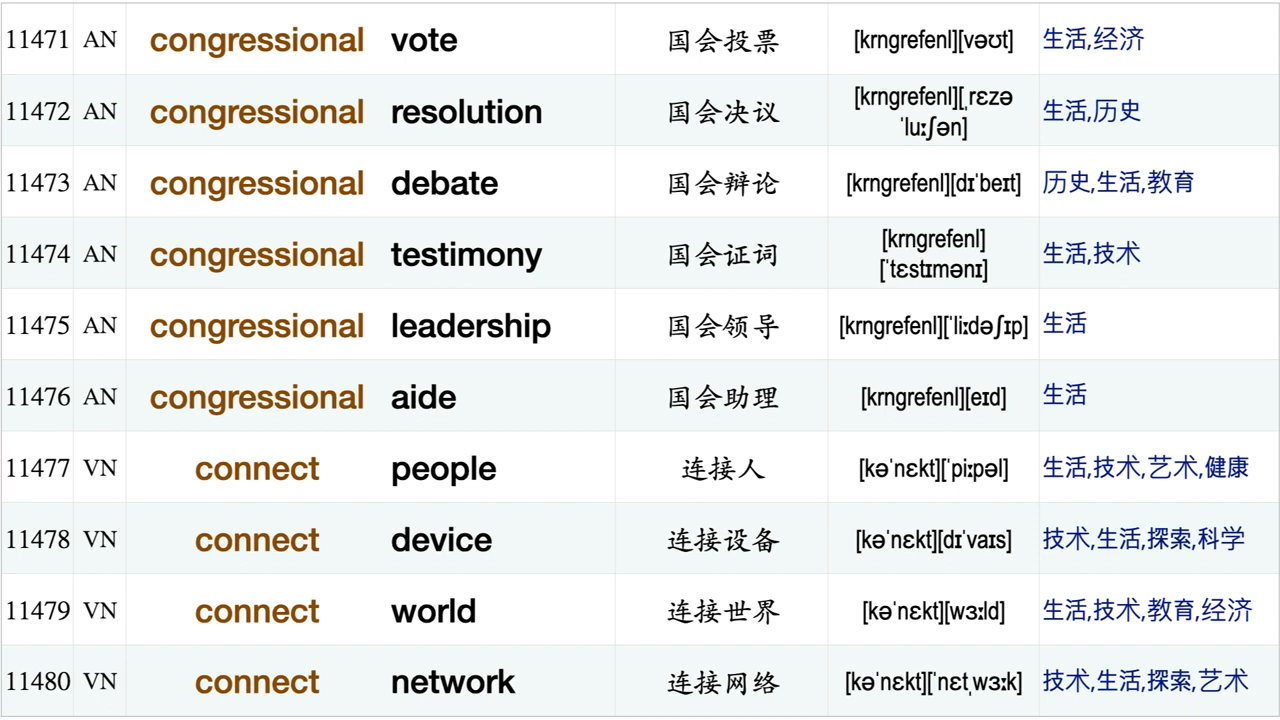 11471 AN congressional vote 国会投票 [krngrefenl][vəʊt] 生活,经济
11472 AN congressional resolution 国会决议 [krngrefenl][ˌrɛzə
ˈluːʃən] 生活,历史
11473 AN congressional debate 国会辩论 [krngrefenl][dɪˈbeɪt] 历史,生活,教育
11474 AN congressional testimony 国会证词 [krngrefenl]
[ˈtɛstɪmənɪ] 生活,技术
11475 AN congressional leadership 国会领导 [krngrefenl][ˈliːdəʃɪp] 生活
11476 AN congressional aide 国会助理 [krngrefenl][eɪd] 生活
11477 VN connect people 连接人 [kəˈnɛkt][ˈpiːpəl] 生活,技术,艺术,健康
11478 VN connect device 连接设备 [kəˈnɛkt][dɪˈvaɪs] 技术,生活,探索,科学
11479 VN connect world 连接世界 [kəˈnɛkt][wɜːld] 生活,技术,教育,经济
11480 VN connect network 连接网络 [kəˈnɛkt][ˈnɛtˌwɜːk] 技术,生活,探索,艺术